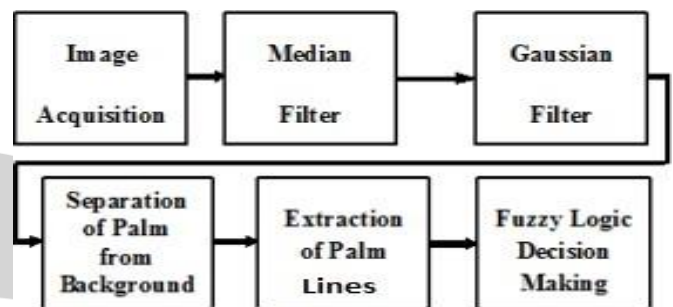 Image
Acquisition
Median
Filter
Gaussian
Filter
Separation
of Palm
from
Background
Extraction
of Palm
Lines
Fuzzy Logic
Decision
Making